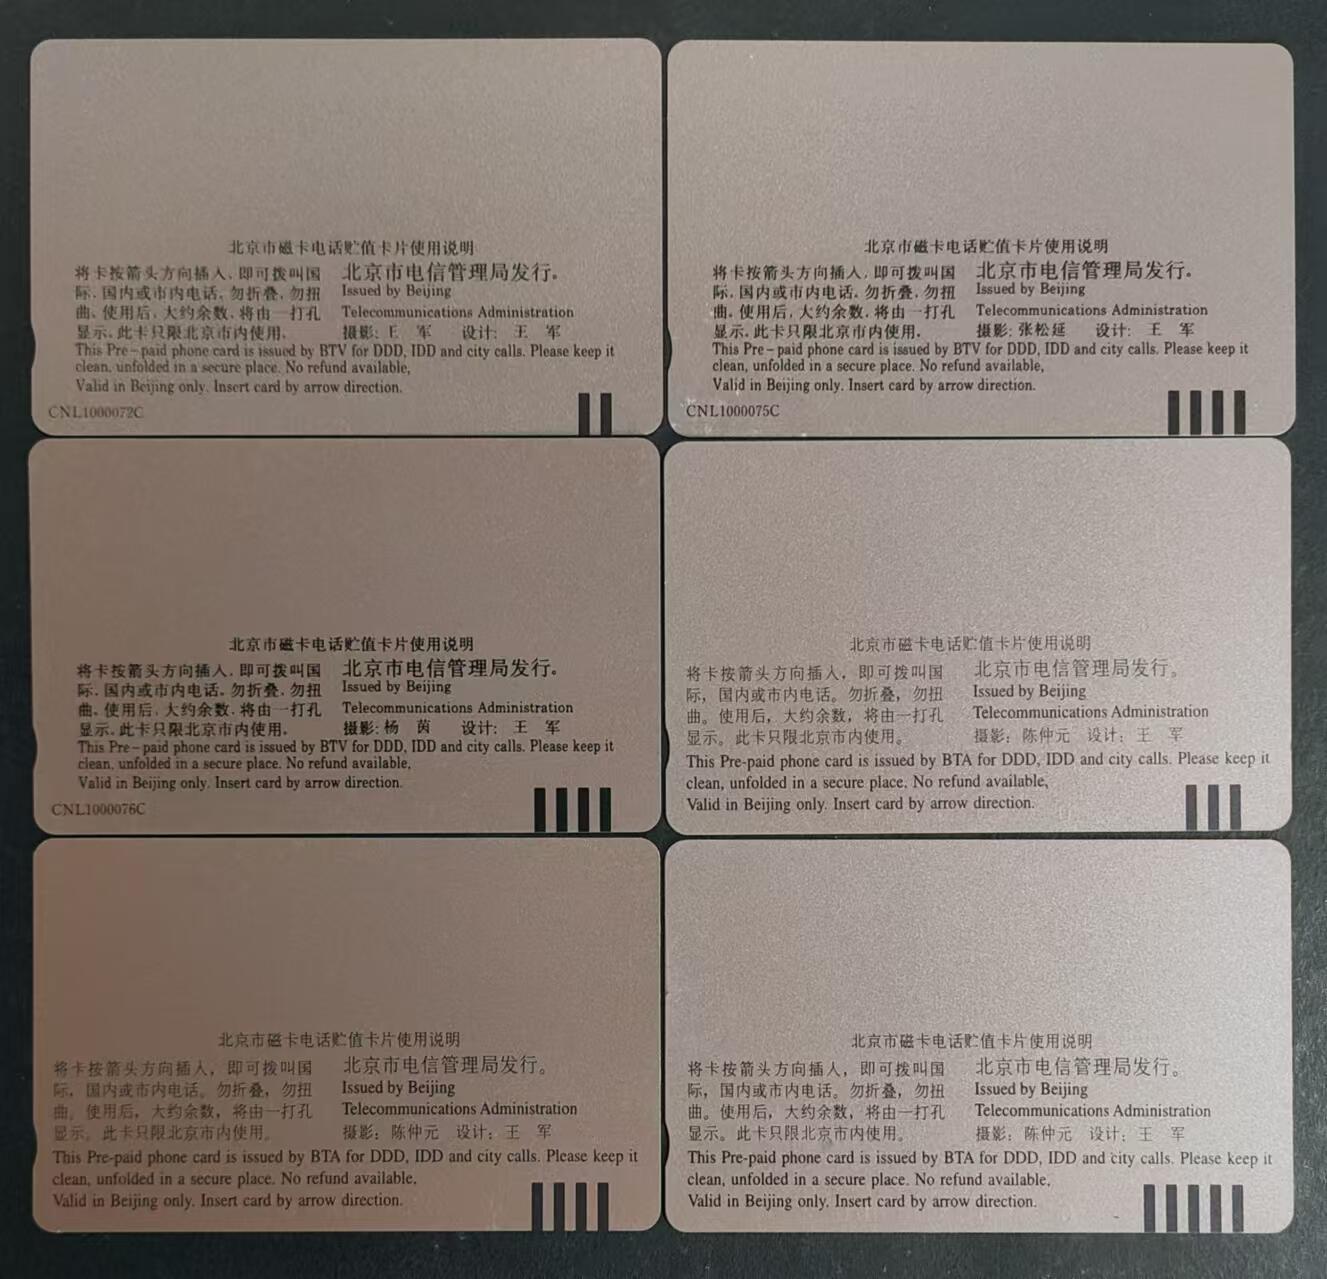 北京市磁卡电话贮值卡片使用说明
将卡按箭头方向插入，即可拨叫国
际，国内或市内电话。勿折叠，勿扭
曲。使用后，大约余数，将由一打孔
显示。此卡只限北京市内使用。
北京市电信管理局发行。
Issued by Beijing
Telecommunications Administration
摄影: 王 军 设计: 王 军
This Pre-paid phone card is issued by BTV for DDD, IDD and city calls. Please keep it
clean, unfolded in a secure place. No refund available,
Valid in Beijing only. Insert card by arrow direction.
CNL1000072C
北京市磁卡电话贮值卡片使用说明
将卡按箭头方向插入，即可拨叫国
际，国内或市内电话。勿折叠，勿扭
曲。使用后，大约余数，将由一打孔
显示。此卡只限北京市内使用。
北京市电信管理局发行。
Issued by Beijing
Telecommunications Administration
摄影: 张松延 设计: 王 军
This Pre-paid phone card is issued by BTV for DDD, IDD and city calls. Please keep it
clean, unfolded in a secure place. No refund available,
Valid in Beijing only. Insert card by arrow direction.
CNL1000075C
北京市磁卡电话贮值卡片使用说明
将卡按箭头方向插入，即可拨叫国
际，国内或市内电话。勿折叠，勿扭
曲。使用后，大约余数，将由一打孔
显示。此卡只限北京市内使用。
北京市电信管理局发行。
Issued by Beijing
Telecommunications Administration
摄影: 杨 茵 设计: 王 军
This Pre-paid phone card is issued by BTV for DDD, IDD and city calls. Please keep it
clean, unfolded in a secure place. No refund available,
Valid in Beijing only. Insert card by arrow direction.
CNL1000076C
北京市磁卡电话贮值卡片使用说明
将卡按箭头方向插入，即可拨叫国
际，国内或市内电话。勿折叠，勿扭
曲。使用后，大约余数，将由一打孔
显示。此卡只限北京市内使用。
北京市电信管理局发行。
Issued by Beijing
Telecommunications Administration
摄影：陈仲元 设计：王 军
This Pre-paid phone card is issued by BTA for DDD, IDD and city calls. Please keep it
clean, unfolded in a secure place. No refund available,
Valid in Beijing only. Insert card by arrow direction.
北京市磁卡电话贮值卡片使用说明
将卡按箭头方向插入，即可拨叫国
际，国内或市内电话。勿折叠，勿扭
曲。使用后，大约余数，将由一打孔
显示。此卡只限北京市内使用。
北京市电信管理局发行。
Issued by Beijing
Telecommunications Administration
摄影：陈仲元 设计：王 军
This Pre-paid phone card is issued by BTA for DDD, IDD and city calls. Please keep it
clean, unfolded in a secure place. No refund available,
Valid in Beijing only. Insert card by arrow direction.
北京市磁卡电话贮值卡片使用说明
将卡按箭头方向插入，即可拨叫国
际，国内或市内电话。勿折叠，勿扭
曲。使用后，大约余数，将由一打孔
显示。此卡只限北京市内使用。
北京市电信管理局发行。
Issued by Beijing
Telecommunications Administration
摄影：陈仲元 设计：王 军
This Pre-paid phone card is issued by BTA for DDD, IDD and city calls. Please keep it
clean, unfolded in a secure place. No refund available,
Valid in Beijing only. Insert card by arrow direction.